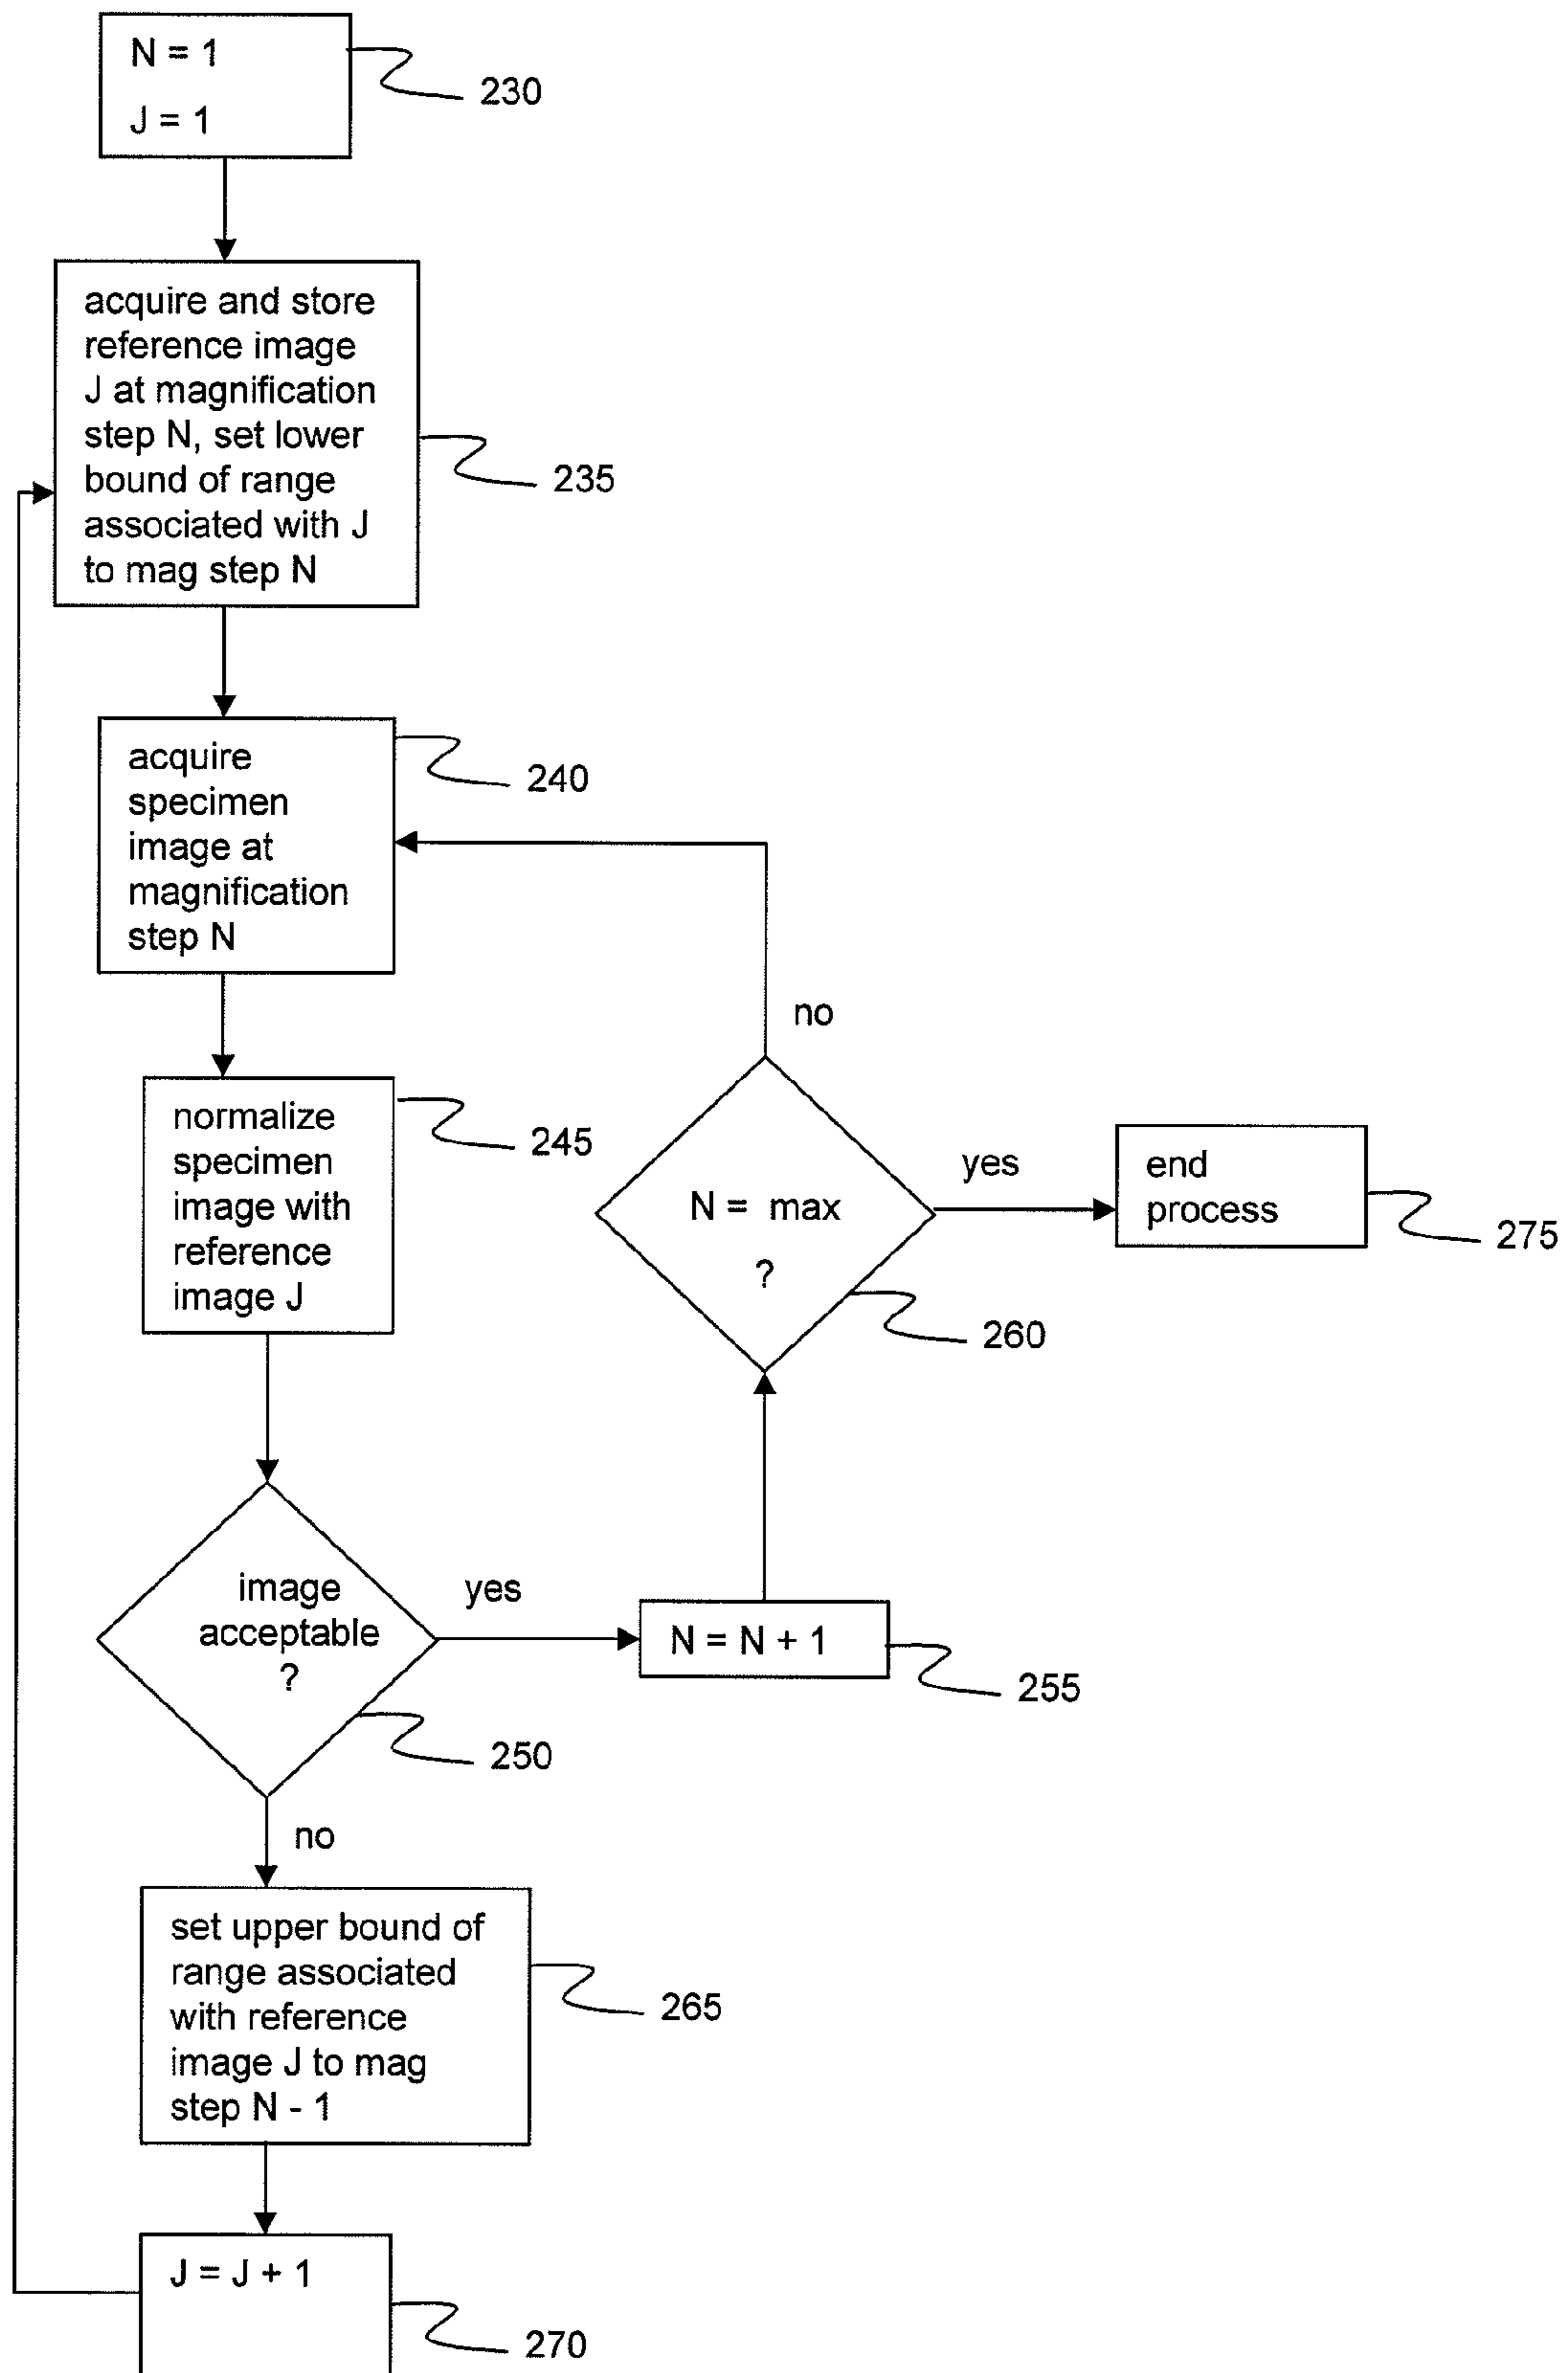 N = 1
J = 1
230
acquire and store
reference image
J at magnification
step N, set lower
bound of range
associated with J
to mag step N
235
acquire
specimen
image at
magnification
step N
240
no
normalize
specimen
image with
reference
image J
245
N = max
?
260
yes
end
process
275
image
acceptable
?
250
yes
N = N + 1
255
no
set upper bound of
range associated
with reference
image J to mag
step N - 1
265
J = J + 1
270